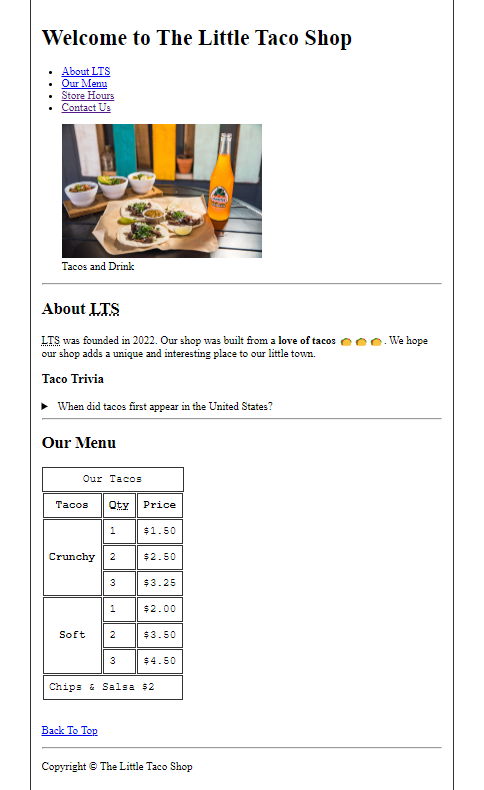 Welcome to The Little Taco Shop
About LTS
Our Menu
Store Hours
Contact Us
Tacos and Drink
About LTS
LTS was founded in 2022. Our shop was built from a love of tacos 🌮 🌮 🌮. We hope
our shop adds a unique and interesting place to our little town.
Taco Trivia
When did tacos first appear in the United States?
Our Menu
Our Tacos
Tacos Qty Price
Crunchy 1 $1.50
2 $2.50
3 $3.25
Soft 1 $2.00
2 $3.50
3 $4.50
Chips & Salsa $2
Back To Top
Copyright © The Little Taco Shop